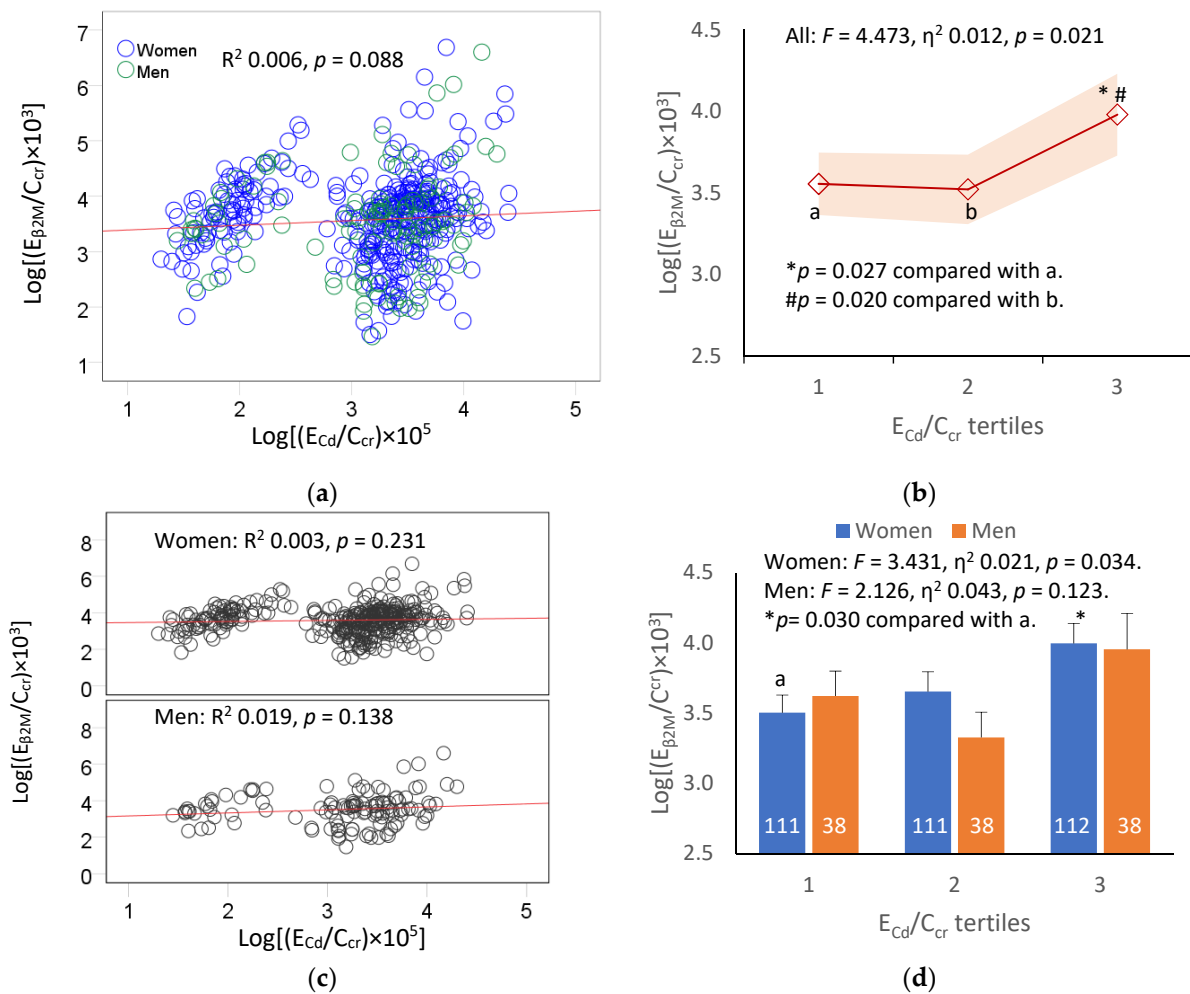 Women
Men
R² 0.006, p = 0.088
7
6
5
4
3
2
1
Log[(Eβ2M/Ccr)×10³]
1 2 3 4 5
Log[(ECd/Ccr)×10⁵
(a)
All: F = 4.473, η² 0.012, p = 0.021
4.5
4.0
3.5
3.0
2.5
Log[(Eβ2M/Ccr)×10³]
* #
a
b
*p = 0.027 compared with a.
#p = 0.020 compared with b.
1 2 3
ECd/Ccr tertiles
(b)
Women: R² 0.003, p = 0.231
8
6
4
2
0
Men: R² 0.019, p = 0.138
8
6
4
2
0
Log[(Eβ2M/Ccr)×10³]
1 2 3 4 5
Log[(ECd/Ccr)×10⁵]
(c)
Women Men
Women: F = 3.431, η² 0.021, p = 0.034.
Men: F = 2.126, η² 0.043, p = 0.123.
*p= 0.030 compared with a.
4.5
4.0
3.5
3.0
2.5
Log[(Eβ2M/Ccr)×10³]
a
*
111 38 111 38 112 38
1 2 3
ECd/Ccr tertiles
(d)